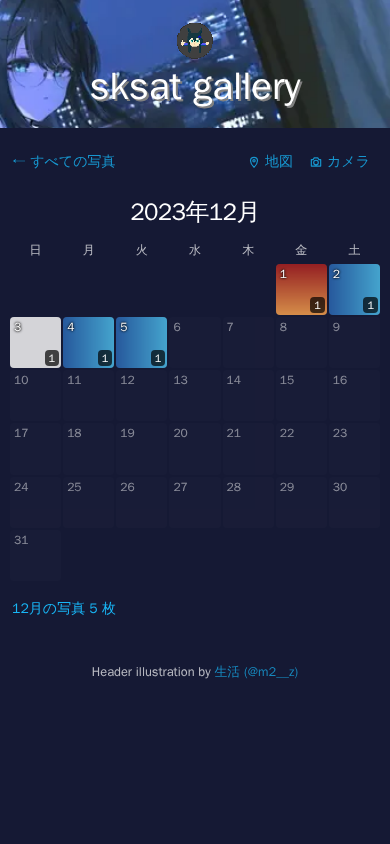 sksat gallery
← すべての写真 地図 カメラ
2023年12月
日 月 火 水 木 金 土
1 2
1 1
3 4 5 6 7 8 9
1 1 1
10 11 12 13 14 15 16
17 18 19 20 21 22 23
24 25 26 27 28 29 30
31
12月の写真 5 枚
Header illustration by 生活 (@m2__z)